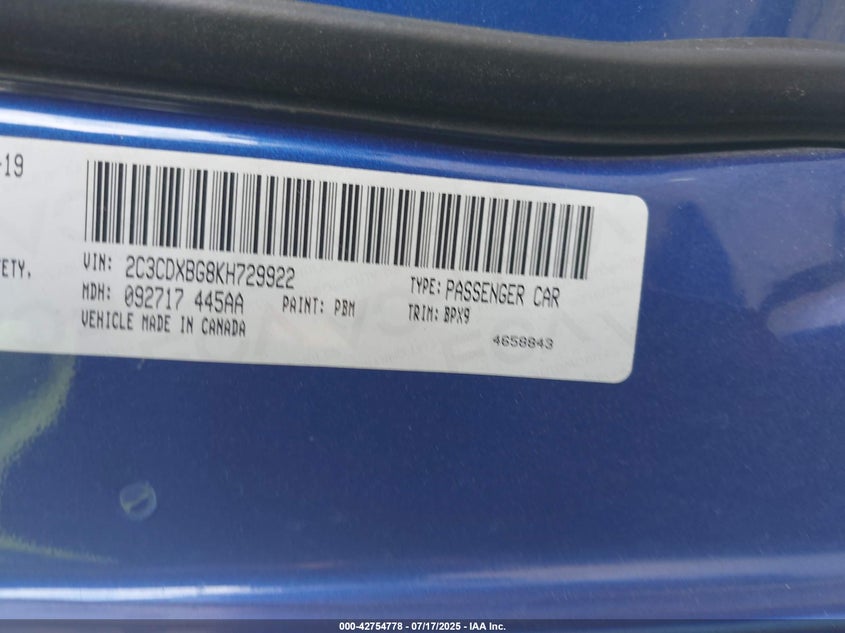 -19
ETY,
VIN: 2C3CDXBG8KH729922
TYPE: PASSENGER CAR
MDH: 092717 445AA
PAINT: PBM
TRIM: BPX9
VEHICLE MADE IN CANADA
4658843
000-42754778 - 07/17/2025 - IAA Inc.